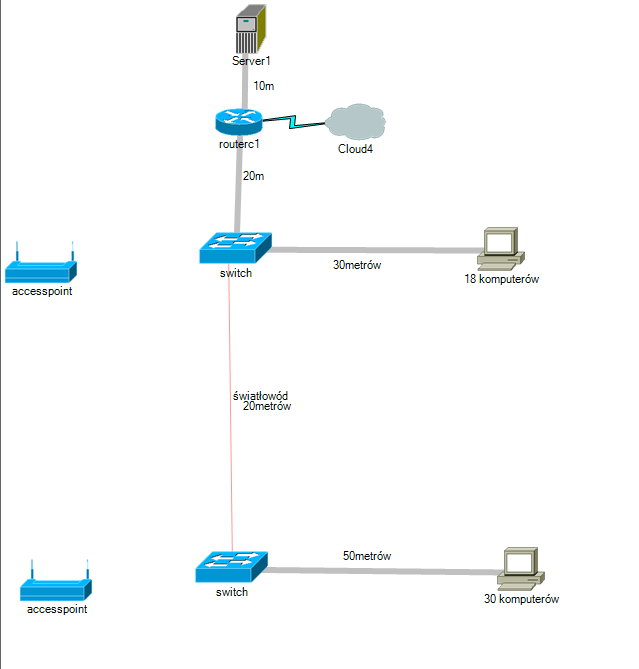 Server1
10m
routerc1
Cloud4
20m
switch
30metrów
18 komputerów
accesspoint
światłowód
20metrów
switch
50metrów
30 komputerów
accesspoint